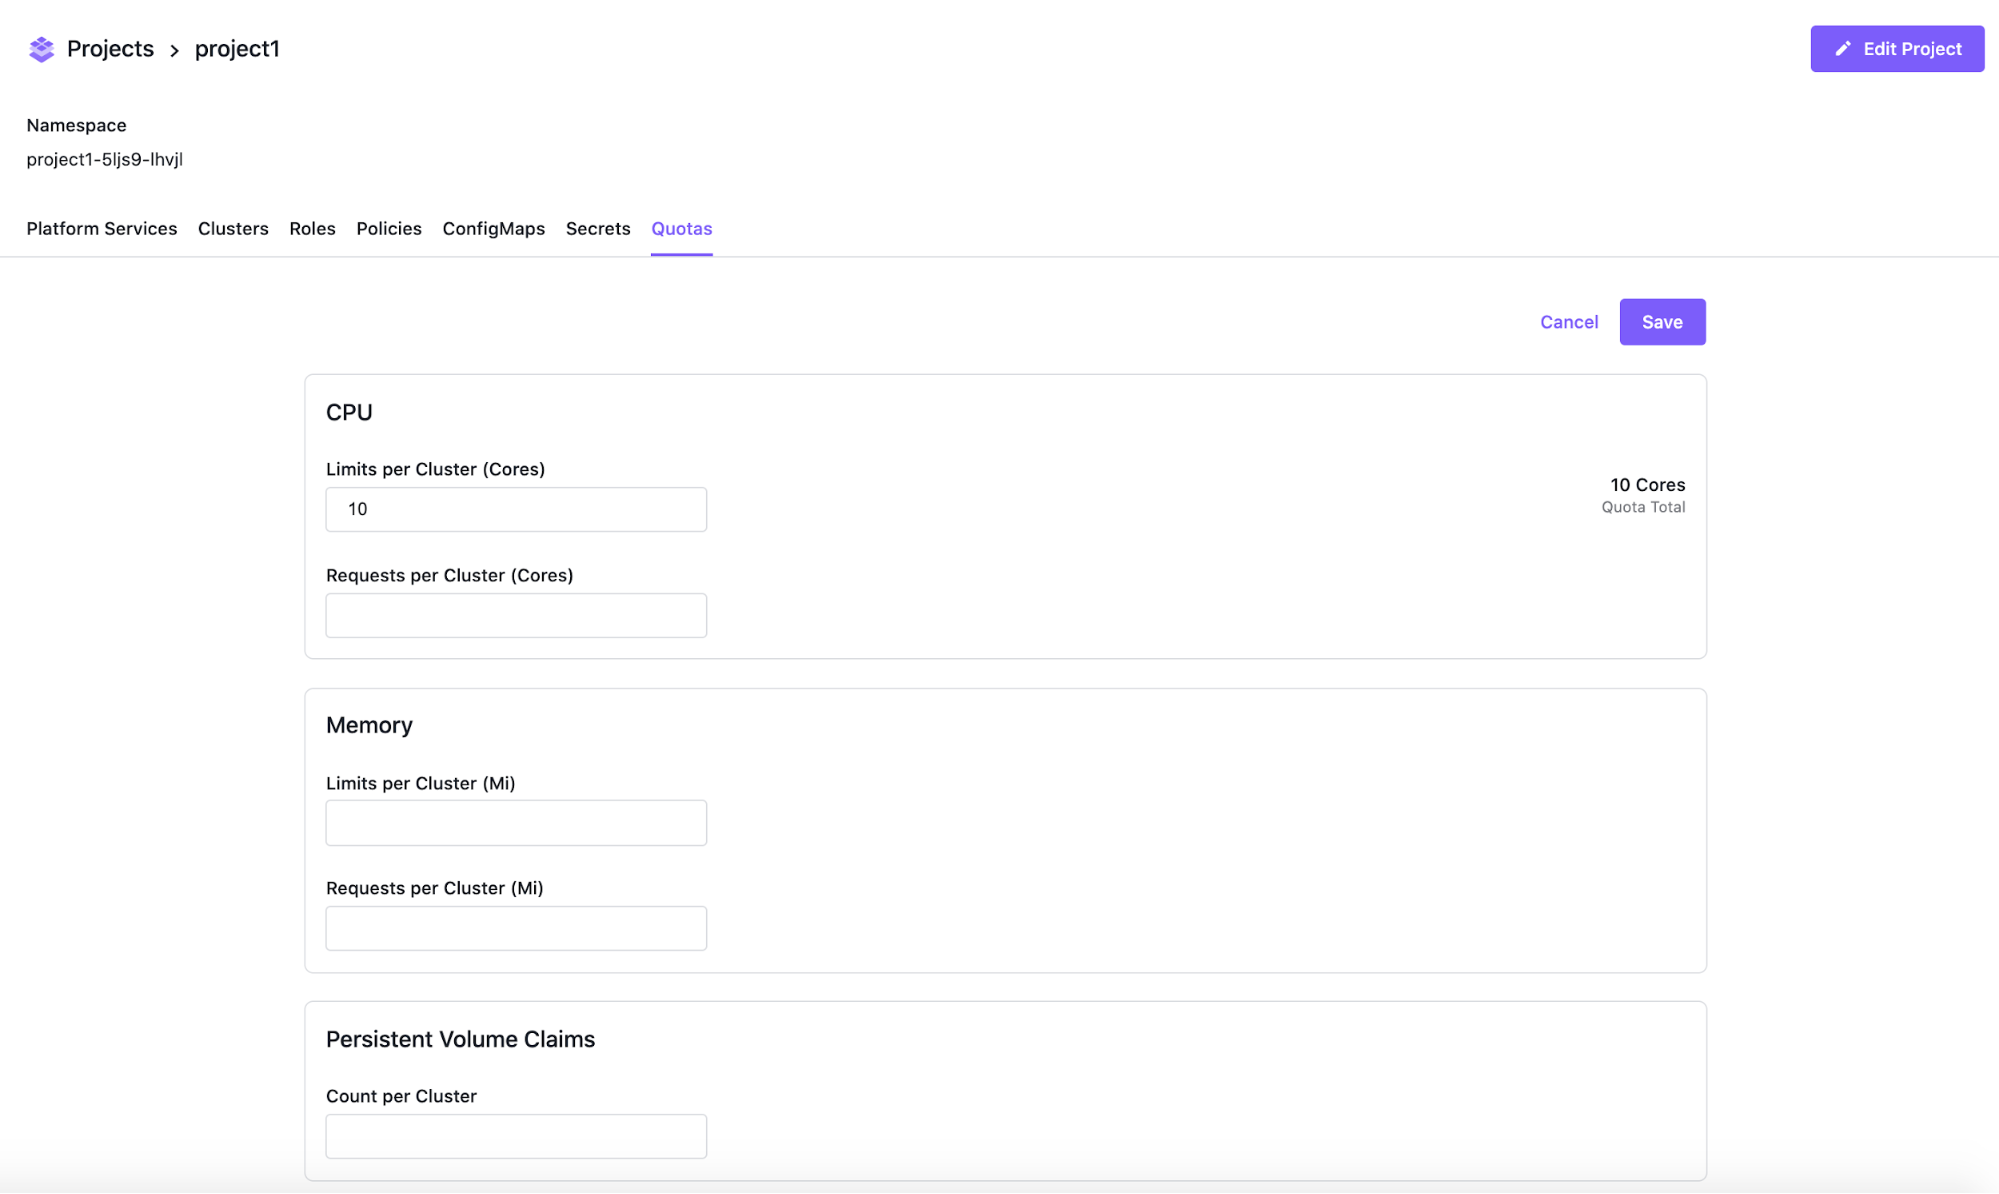 Projects > project1
Edit Project
Namespace
project1-5ljs9-lhvjl
Platform Services Clusters Roles Policies ConfigMaps Secrets Quotas
Cancel Save
CPU
Limits per Cluster (Cores)
10
10 Cores
Quota Total
Requests per Cluster (Cores)
Memory
Limits per Cluster (Mi)
Requests per Cluster (Mi)
Persistent Volume Claims
Count per Cluster